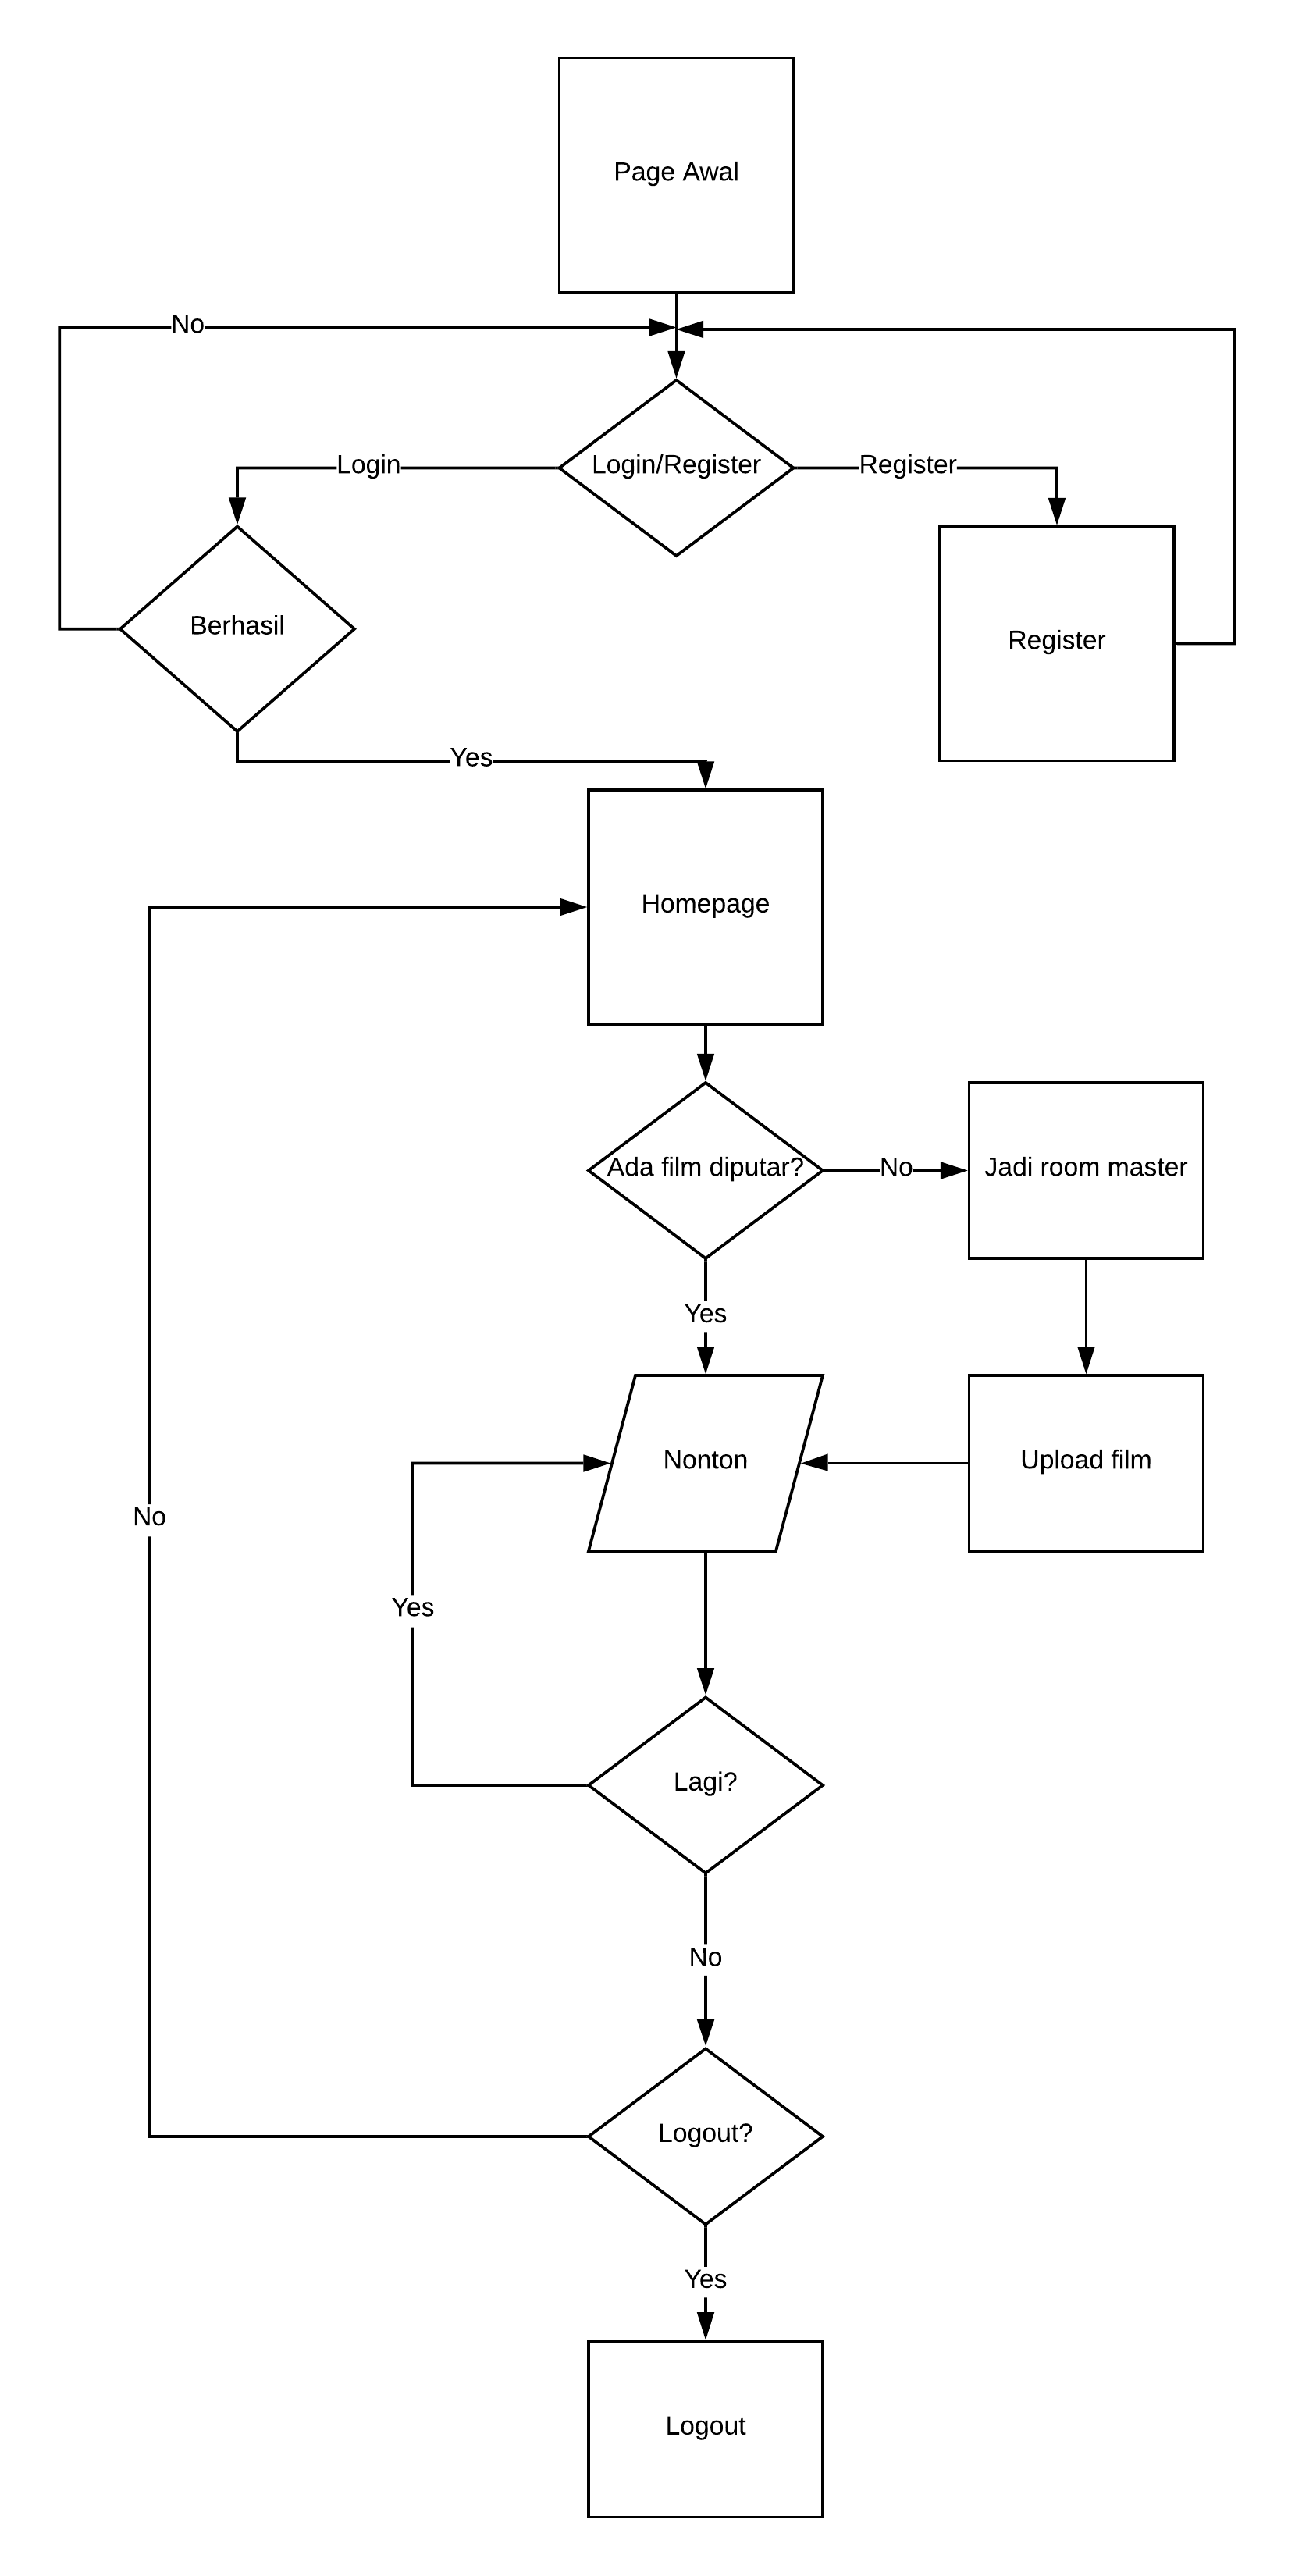 Page Awal
No
Login
Login/Register
Register
Berhasil
Register
Yes
Homepage
Ada film diputar?
No
Jadi room master
Yes
Nonton
Upload film
No
Yes
Lagi?
No
Logout?
Yes
Logout